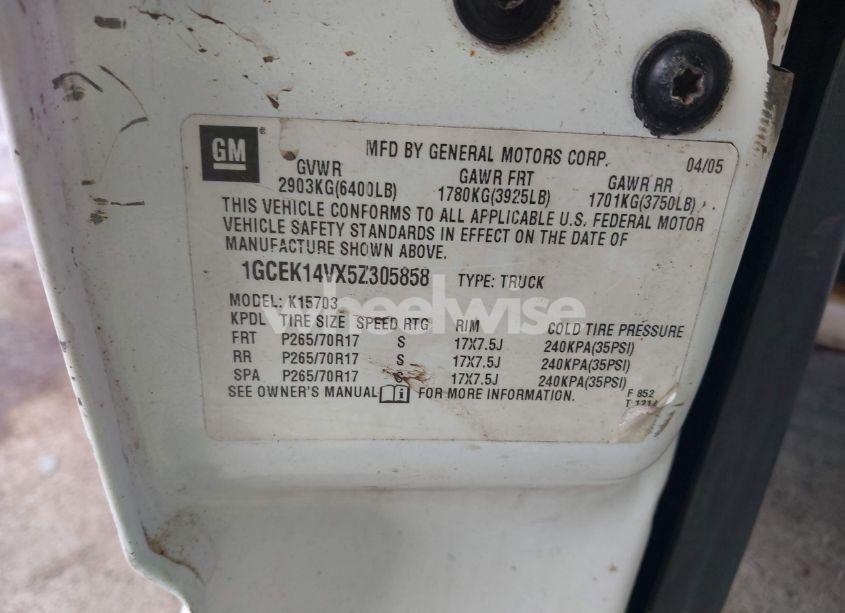 GM ®
MFD BY GENERAL MOTORS CORP. 04/05
GVWR GAWR FRT GAWR RR
2903KG(6400LB) 1780KG(3925LB) 1701KG(3750LB)
THIS VEHICLE CONFORMS TO ALL APPLICABLE U.S. FEDERAL MOTOR
VEHICLE SAFETY STANDARDS IN EFFECT ON THE DATE OF
MANUFACTURE SHOWN ABOVE.
1GCEK14VX5Z305858 TYPE: TRUCK
MODEL: K15703
wheelwise
KPDL TIRE SIZE SPEED RTG RIM COLD TIRE PRESSURE
FRT P265/70R17 S 17X7.5J 240KPA(35PSI)
RR P265/70R17 S 17X7.5J 240KPA(35PSI)
SPA P265/70R17 S 17X7.5J 240KPA(35PSI)
SEE OWNER'S MANUAL FOR MORE INFORMATION.
F 852